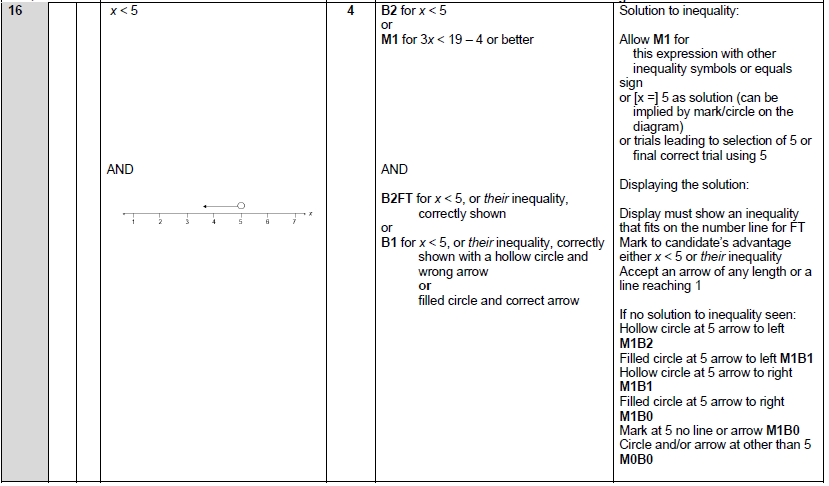 16
x < 5
4
B2 for x < 5
or
M1 for 3x < 19 – 4 or better
Solution to inequality:
Allow M1 for
this expression with other
inequality symbols or equals
sign
or [x =] 5 as solution (can be
implied by mark/circle on the
diagram)
or trials leading to selection of 5 or
final correct trial using 5
AND
1 2 3 4 5 6 7 x
AND
B2FT for x < 5, or their inequality,
correctly shown
or
B1 for x < 5, or their inequality, correctly
shown with a hollow circle and
wrong arrow
or
filled circle and correct arrow
Displaying the solution:
Display must show an inequality
that fits on the number line for FT
Mark to candidate's advantage
either x < 5 or their inequality
Accept an arrow of any length or a
line reaching 1
If no solution to inequality seen:
Hollow circle at 5 arrow to left
M1B2
Filled circle at 5 arrow to left M1B1
Hollow circle at 5 arrow to right
M1B1
Filled circle at 5 arrow to right
M1B0
Mark at 5 no line or arrow M1B0
Circle and/or arrow at other than 5
M0B0